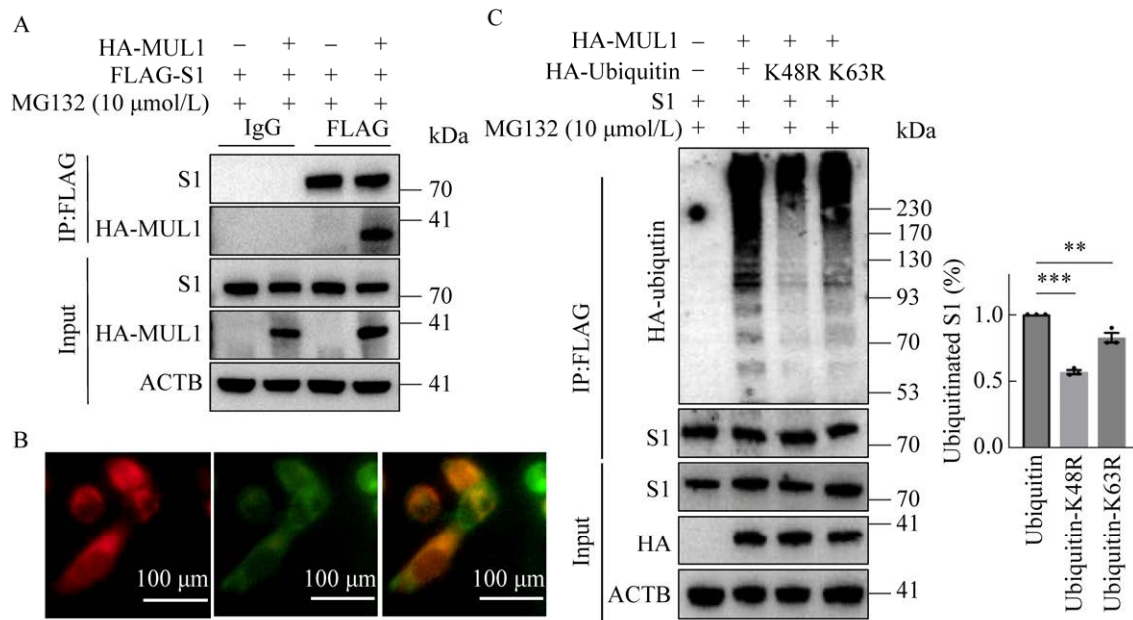 A
HA-MUL1 − + − +
FLAG-S1 + + + +
MG132 (10 μmol/L) + + + +
IgG FLAG kDa
IP:FLAG
S1 70
HA-MUL1 41
Input
S1 70
HA-MUL1 41
ACTB 41
B
100 μm 100 μm 100 μm
C
HA-MUL1 − + + +
HA-Ubiquitin − + K48R K63R
S1 + + + +
MG132 (10 μmol/L) + + + + kDa
IP:FLAG
HA-ubiqutin
230
170
130
93
70
53
S1 70
Input
S1 70
HA 41
ACTB 41
Ubiquitinated S1 (%)
**
***
1.0
0.5
0.0
Ubiquitin
Ubiquitin-K48R
Ubiquitin-K63R